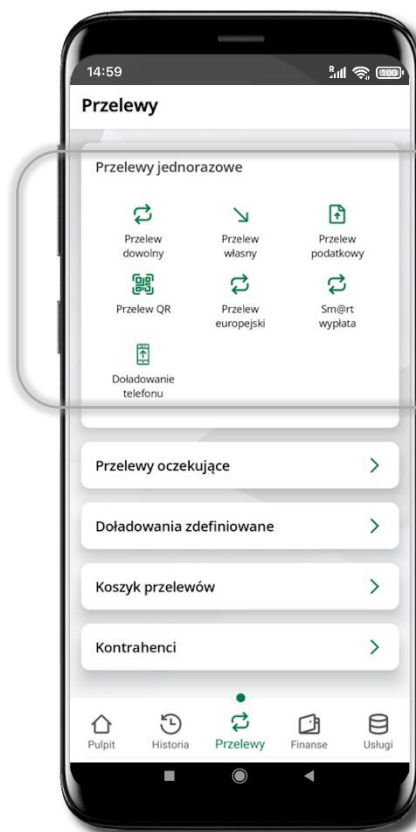 14:59
R
100
Przelewy
Przelewy jednorazowe
Przelew
dowolny
Przelew
własny
Przelew
podatkowy
Przelew QR
Przelew
europejski
Sm@rt
wypłata
Doładowanie
telefonu
Przelewy oczekujące
Doładowania zdefiniowane
Koszyk przelewów
Kontrahenci
Pulpit
Historia
Przelewy
Finanse
Usługi